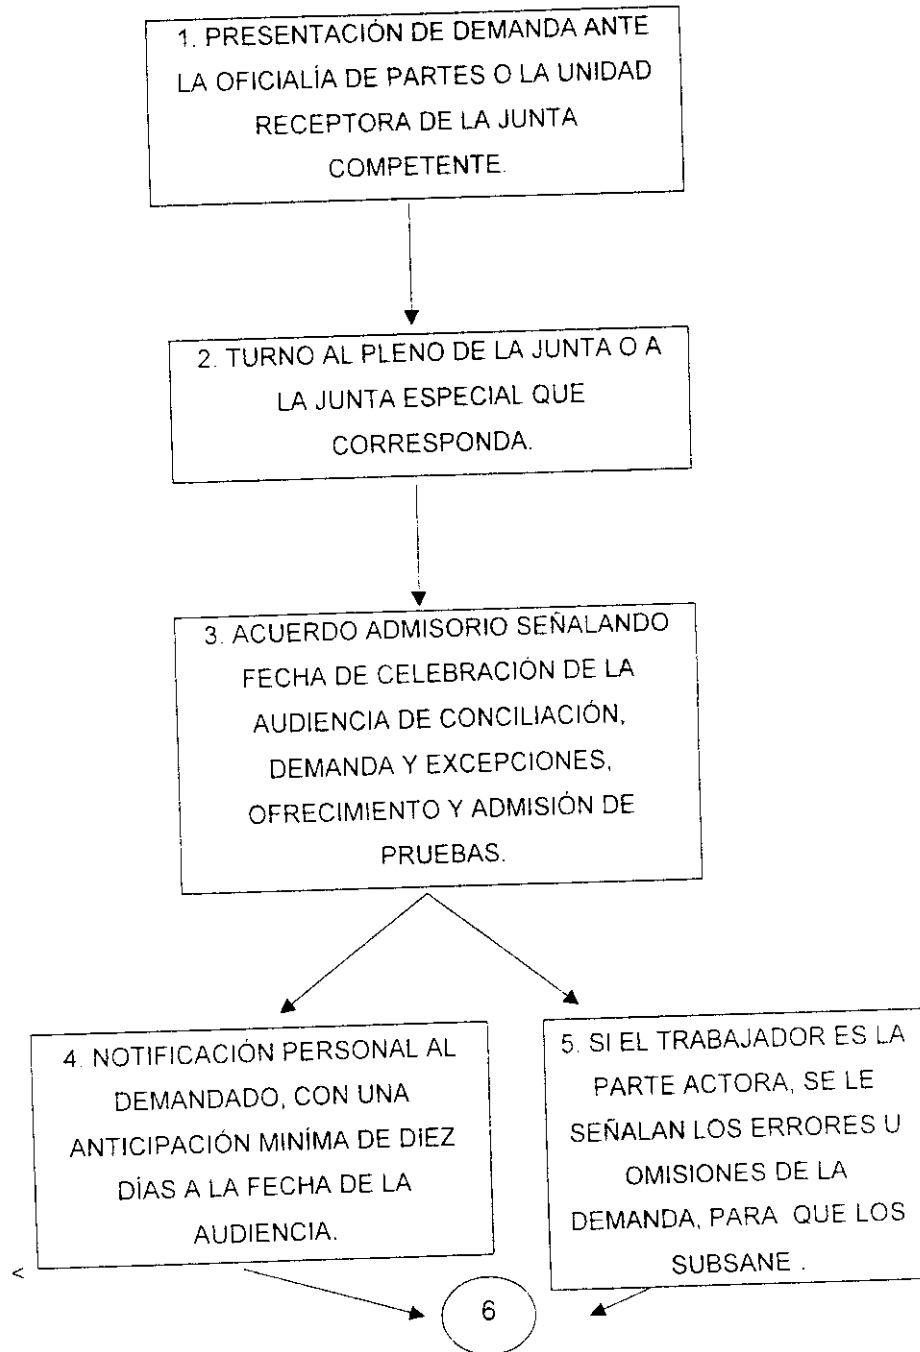 1. PRESENTACIÓN DE DEMANDA ANTE
LA OFICIALÍA DE PARTES O LA UNIDAD
RECEPTORA DE LA JUNTA
COMPETENTE.
2. TURNO AL PLENO DE LA JUNTA O A
LA JUNTA ESPECIAL QUE
CORRESPONDA.
3. ACUERDO ADMISORIO SEÑALANDO
FECHA DE CELEBRACIÓN DE LA
AUDIENCIA DE CONCILIACIÓN,
DEMANDA Y EXCEPCIONES,
OFRECIMIENTO Y ADMISIÓN DE
PRUEBAS.
4. NOTIFICACIÓN PERSONAL AL
DEMANDADO, CON UNA
ANTICIPACIÓN MINÍMA DE DIEZ
DÍAS A LA FECHA DE LA
AUDIENCIA.
5. SI EL TRABAJADOR ES LA
PARTE ACTORA, SE LE
SEÑALAN LOS ERRORES U
OMISIONES DE LA
DEMANDA, PARA QUE LOS
SUBSANE .
<
6